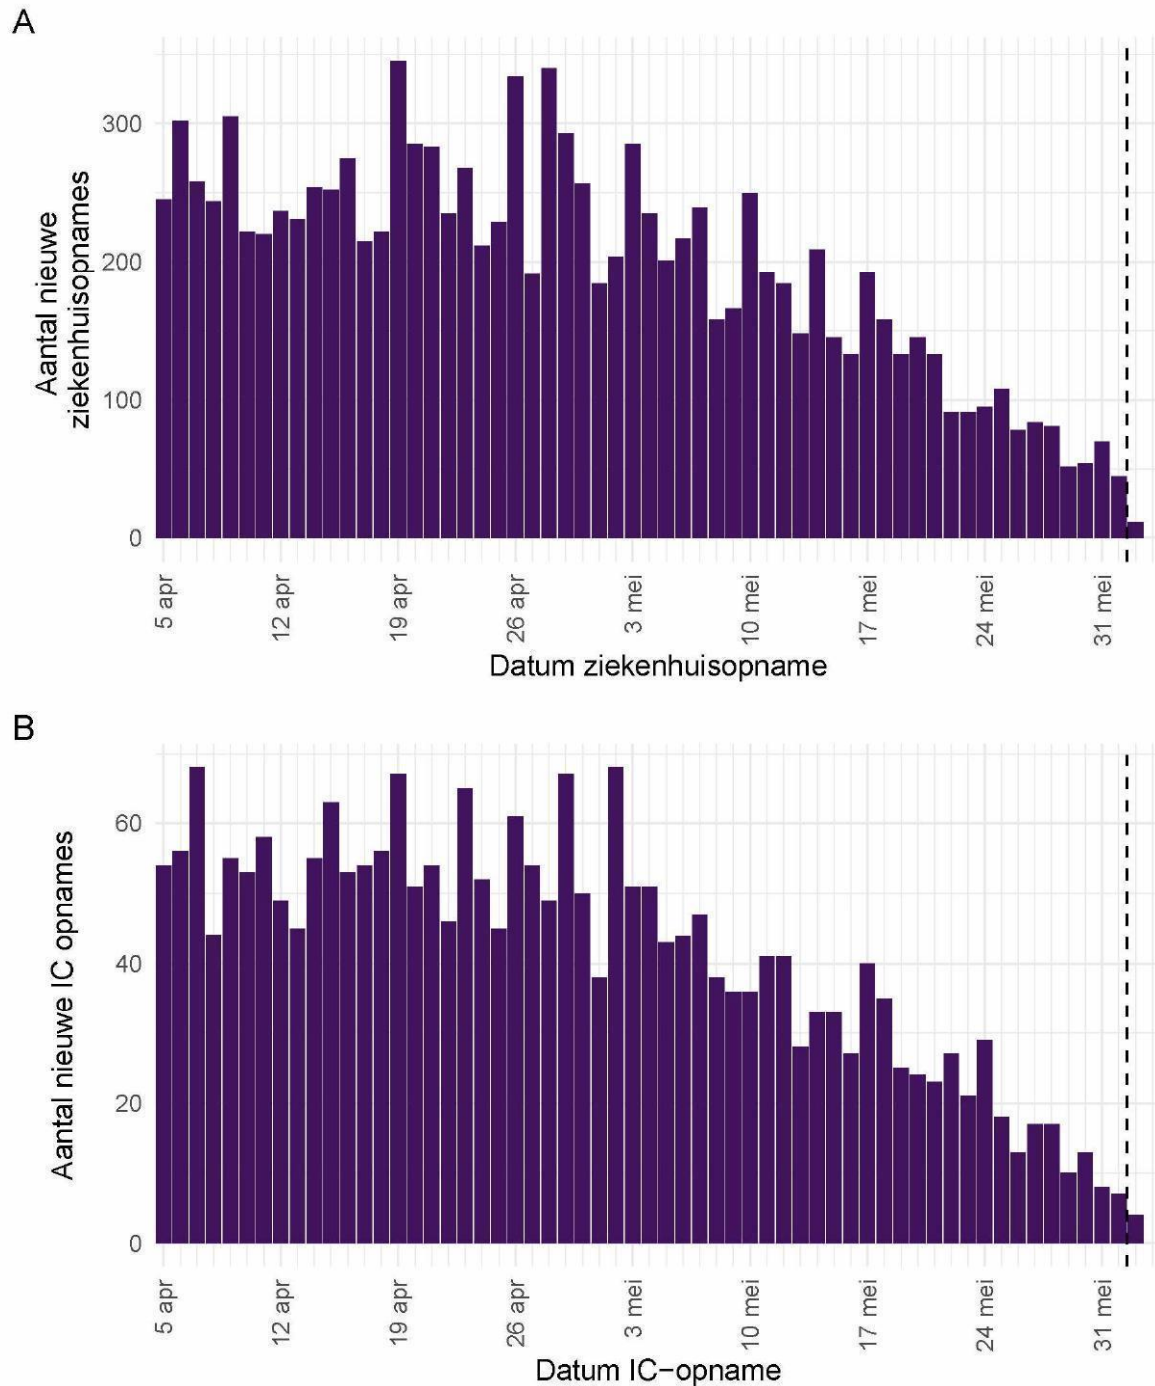 A
Aantal nieuwe
ziekenhuisopnames
300
200
100
0
5 apr
12 apr
19 apr
26 apr
3 mei
10 mei
17 mei
24 mei
31 mei
Datum ziekenhuisopname
B
Aantal nieuwe IC opnames
60
40
20
0
5 apr
12 apr
19 apr
26 apr
3 mei
10 mei
17 mei
24 mei
31 mei
Datum IC−opname